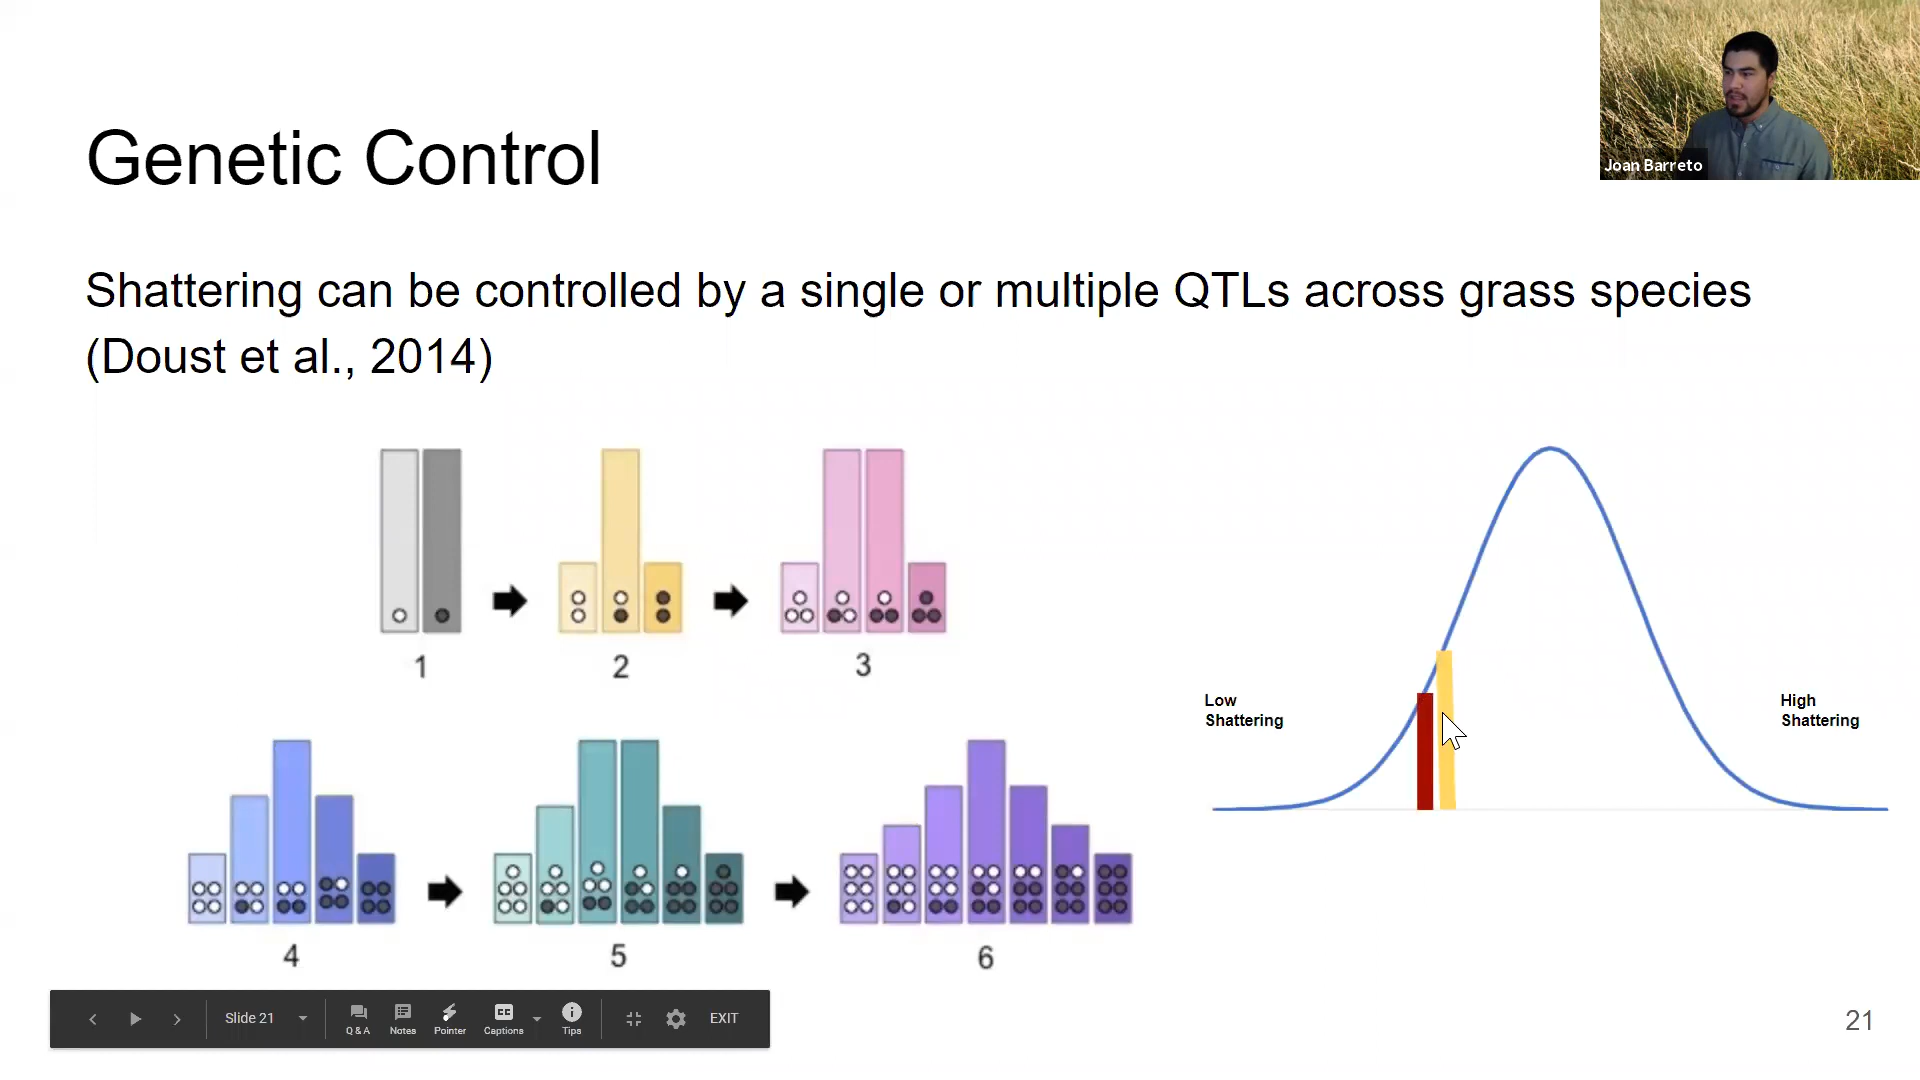 Joan Barreto
Genetic Control
Shattering can be controlled by a single or multiple QTLs across grass species
(Doust et al., 2014)
1
2
3
Low
Shattering
High
Shattering
4
5
6
Slide 21
Q & A
Notes
Pointer
CC
Captions
Tips
EXIT
21